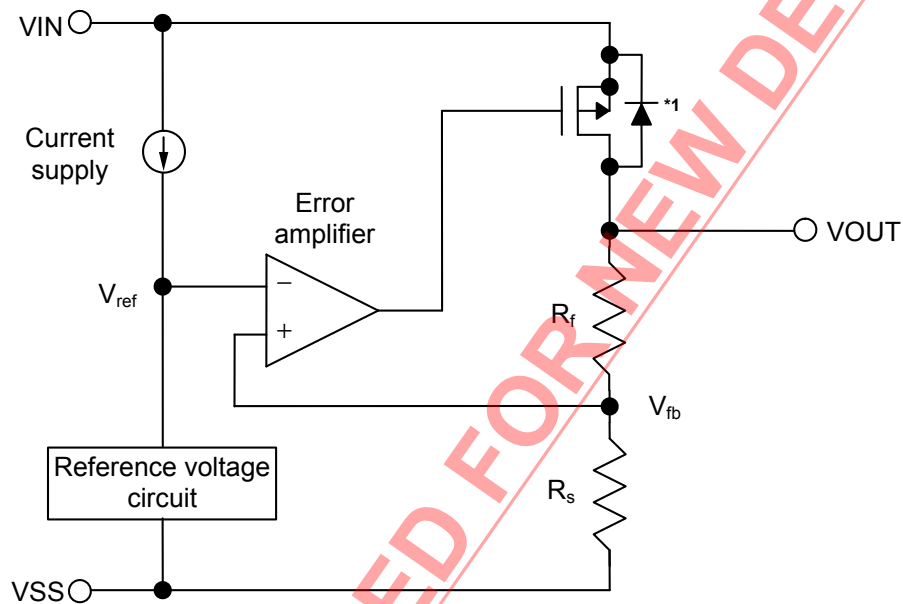 VIN
*1
Current
supply
Error
amplifier
VOUT
Vref
−
+
Rf
Vfb
Reference voltage
circuit
Rs
VSS
ED FOR NEW DE